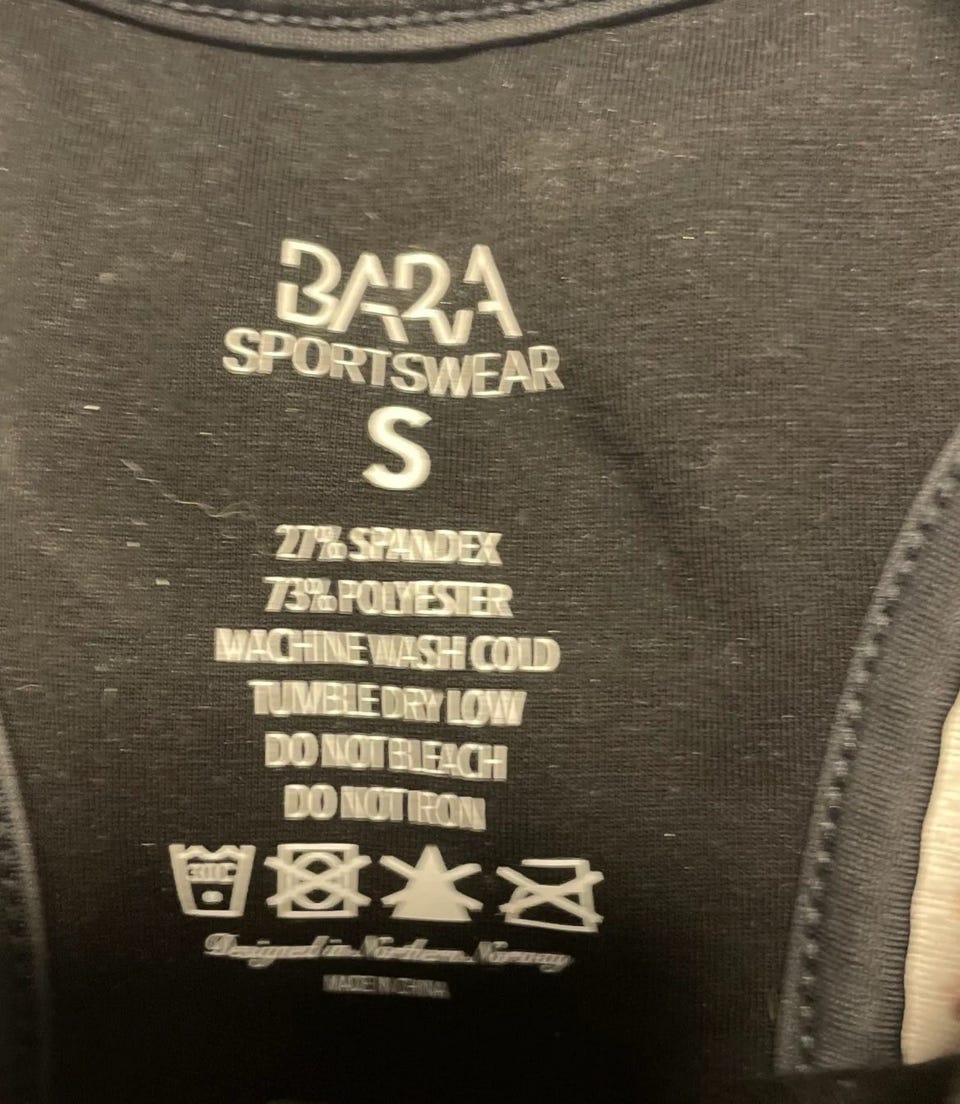 BARA
SPORTSWEAR
S
27% SPANDEX
73% POLYESTER
MACHINE WASH COLD
TUMBLE DRY LOW
DO NOT BLEACH
DO NOT IRON
30°C
Designed in Northern Norway
MADE IN CHINA